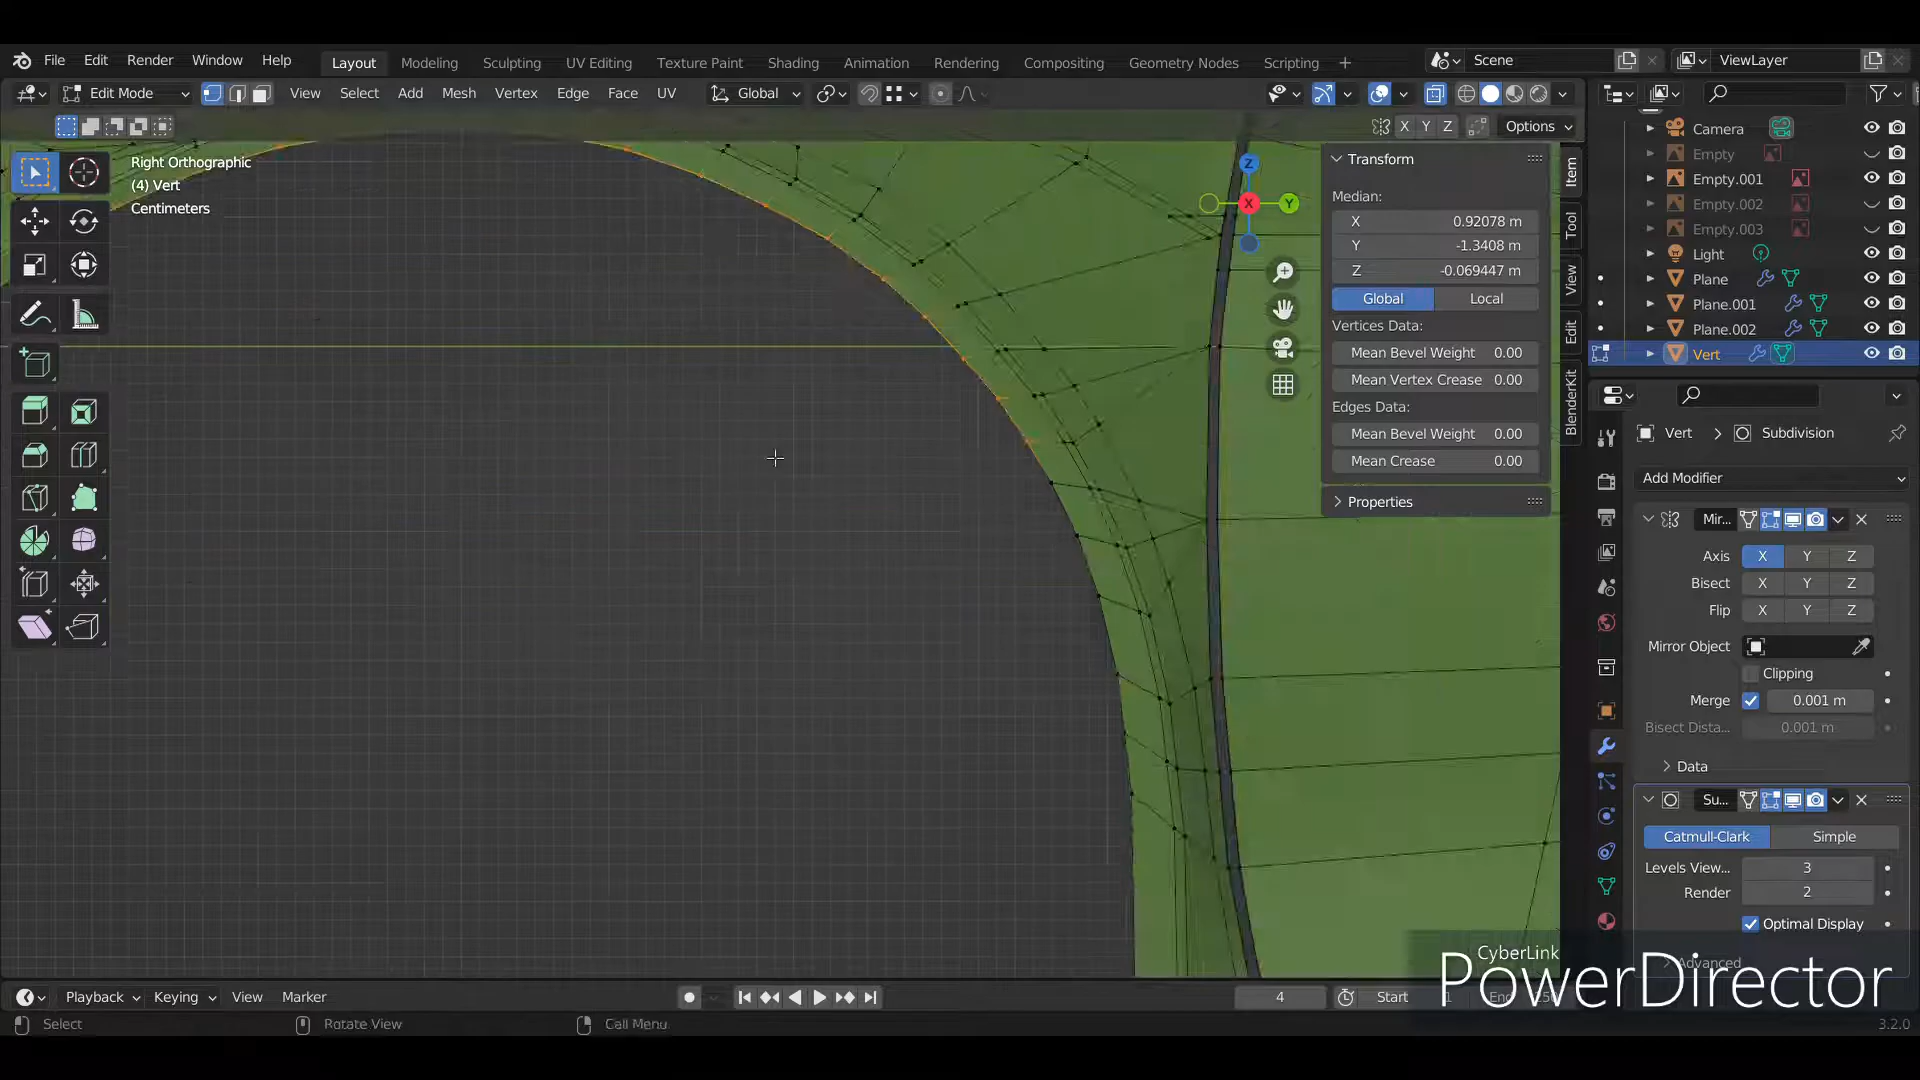 File Edit Render Window Help Layout Modeling Sculpting UV Editing Texture Paint Shading Animation Rendering Compositing Geometry Nodes Scripting + Scene ViewLayer
Edit Mode View Select Add Mesh Vertex Edge Face UV Global
X Y Z Options
Right Orthographic
(4) Vert
Centimeters
Z
X
Y
Transform
Median:
X 0.92078 m
Y -1.3408 m
Z -0.069447 m
Global Local
Vertices Data:
Mean Bevel Weight 0.00
Mean Vertex Crease 0.00
Edges Data:
Mean Bevel Weight 0.00
Mean Crease 0.00
Properties
Item
Tool
View
Edit
BlenderKit
Camera
Empty
Empty.001
Empty.002
Empty.003
Light
Plane
Plane.001
Plane.002
Vert
Vert > Subdivision
Add Modifier
Mir...
Axis X Y Z
Bisect X Y Z
Flip X Y Z
Mirror Object
Clipping
Merge 0.001 m
Bisect Dista... 0.001 m
Data
Su...
Catmull-Clark Simple
Levels View... 3
Render 2
Optimal Display
Advanced
CyberLink
PowerDirector
Playback Keying View Marker 4 Start 1 End
Select Rotate View Call Menu 3.2.0